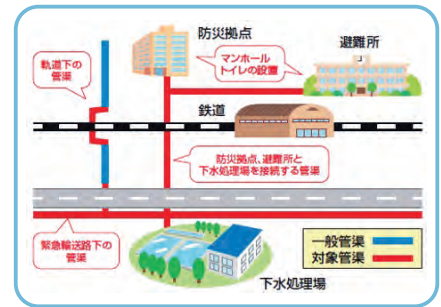 防災拠点
避難所
マンホール
トイレの設置
軌道下の
管渠
鉄道
防災拠点、避難所と
下水処理場を接続する管渠
緊急輸送路下の
管渠
一般管渠
対象管渠
下水処理場